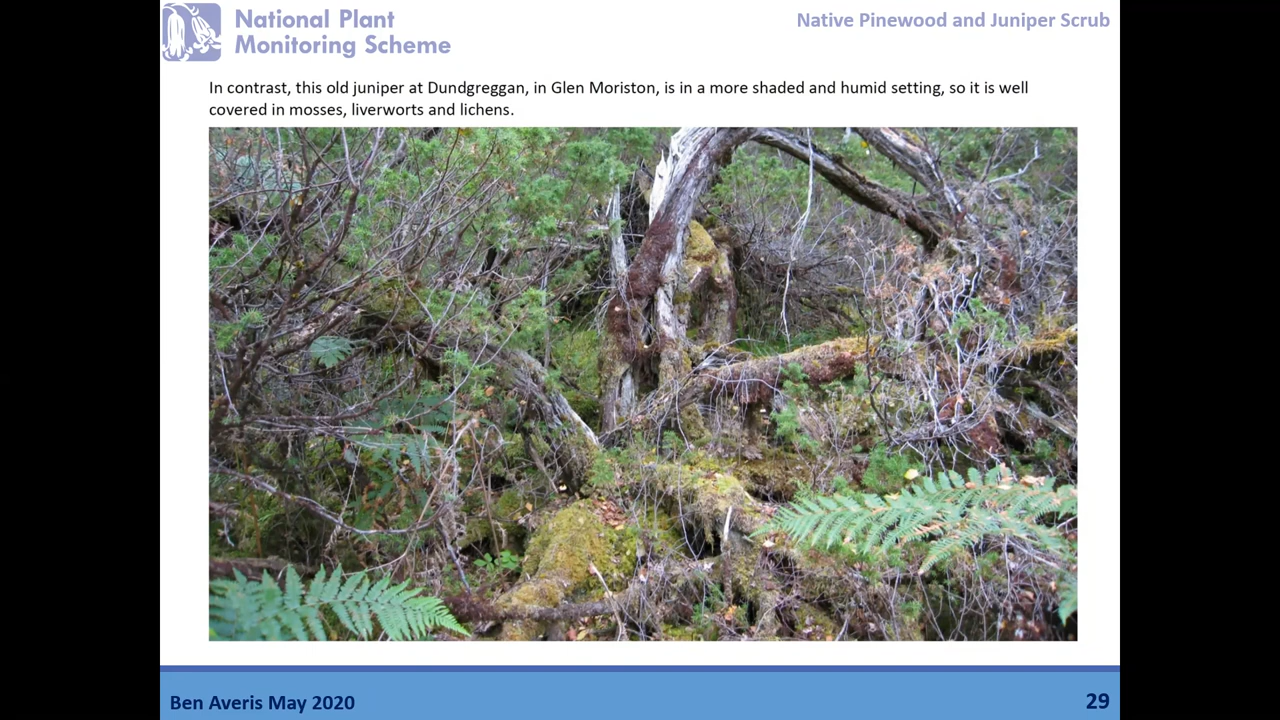 National Plant
Monitoring Scheme
Native Pinewood and Juniper Scrub
In contrast, this old juniper at Dundgreggan, in Glen Moriston, is in a more shaded and humid setting, so it is well
covered in mosses, liverworts and lichens.
Ben Averis May 2020
29